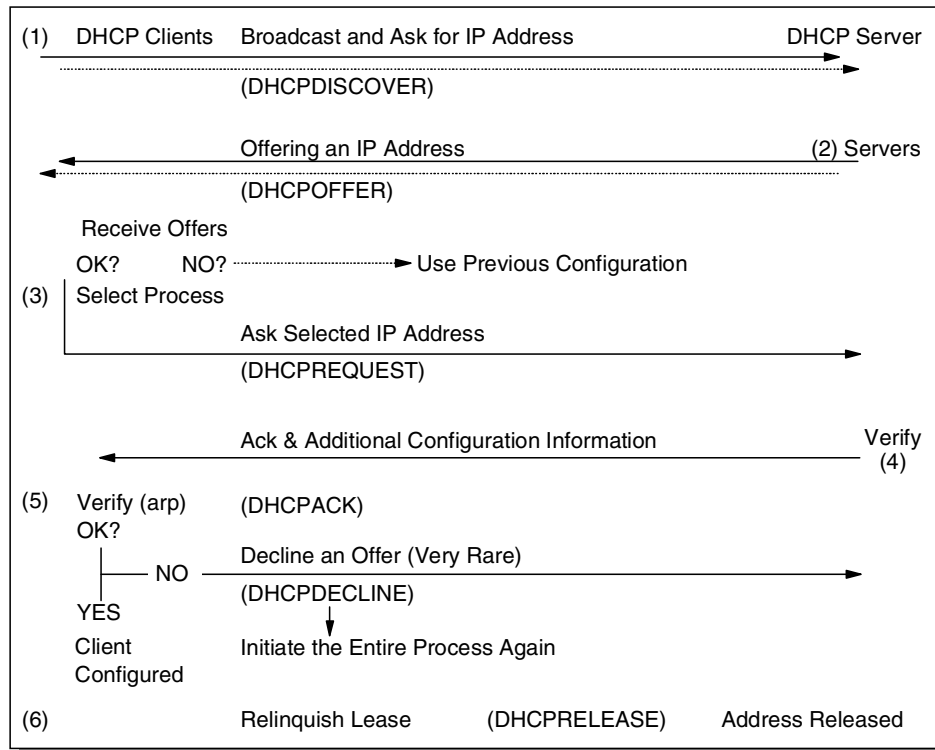 (1) DHCP Clients Broadcast and Ask for IP Address DHCP Server
(DHCPDISCOVER)
Offering an IP Address (2) Servers
(DHCPOFFER)
Receive Offers
OK? NO? Use Previous Configuration
(3) Select Process
Ask Selected IP Address
(DHCPREQUEST)
Ack & Additional Configuration Information Verify
(4)
(5) Verify (arp) (DHCPACK)
OK?
Decline an Offer (Very Rare)
NO
(DHCPDECLINE)
YES
Client Initiate the Entire Process Again
Configured
(6) Relinquish Lease (DHCPRELEASE) Address Released